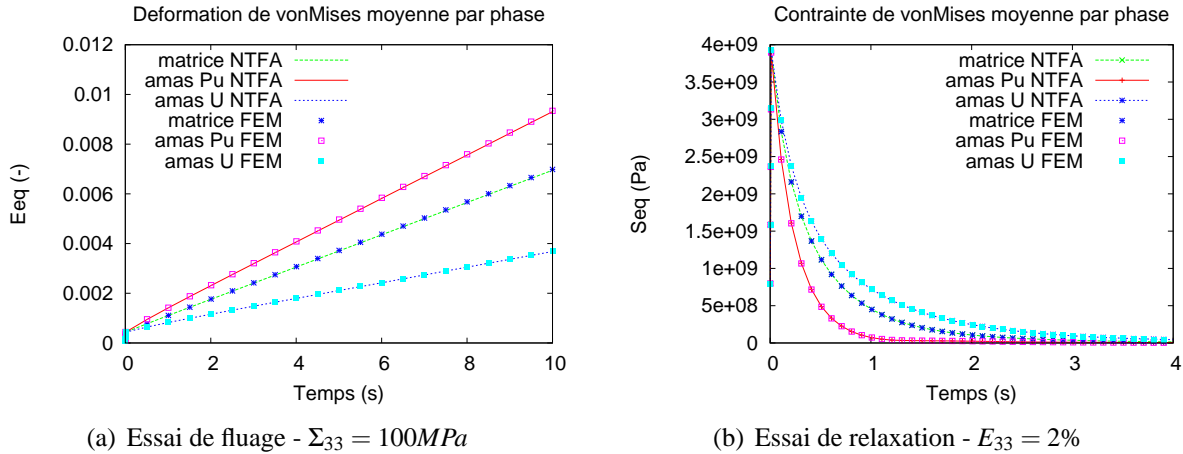 Deformation de vonMises moyenne par phase
0.012
0.01
0.008
0.006
0.004
0.002
0
Eeq (-)
matrice NTFA
amas Pu NTFA
amas U NTFA
matrice FEM
amas Pu FEM
amas U FEM
0 2 4 6 8 10
Temps (s)
(a) Essai de fluage - Σ33 = 100MPa
Contrainte de vonMises moyenne par phase
4e+09
3.5e+09
3e+09
2.5e+09
2e+09
1.5e+09
1e+09
5e+08
0
Seq (Pa)
matrice NTFA
amas Pu NTFA
amas U NTFA
matrice FEM
amas Pu FEM
amas U FEM
0 1 2 3 4
Temps (s)
(b) Essai de relaxation - E33 = 2%